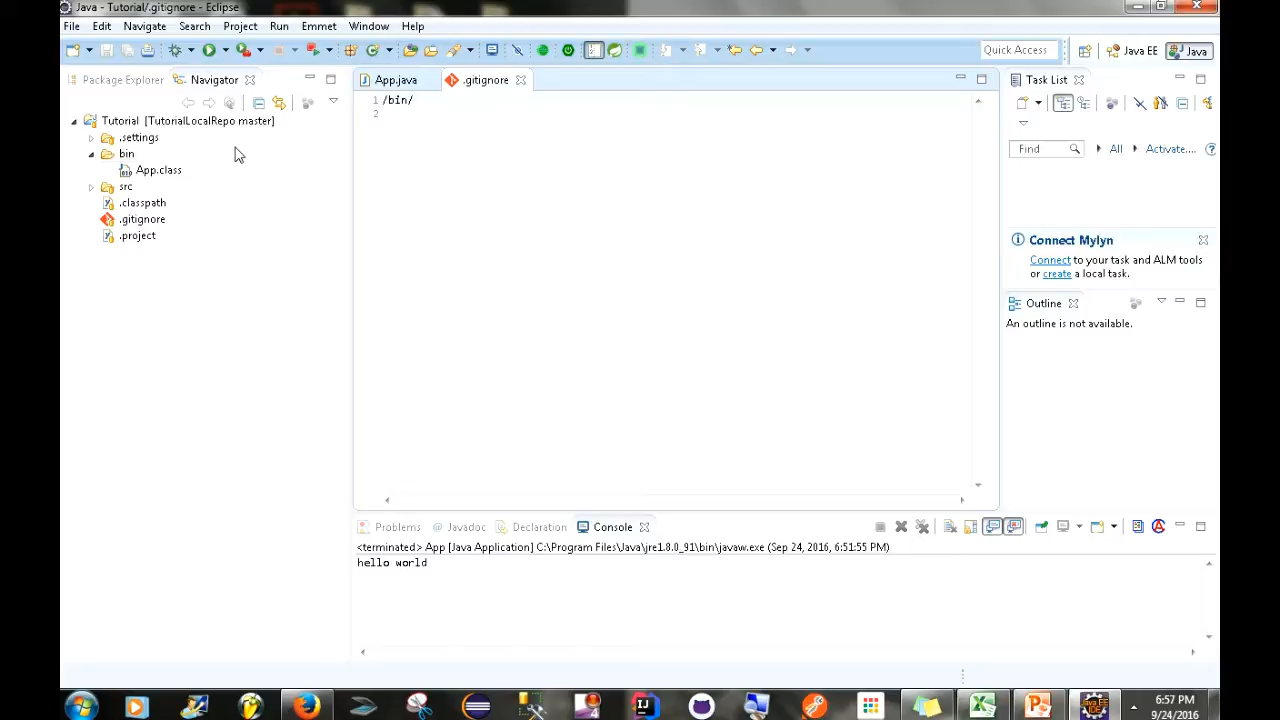 Java - Tutorial/.gitignore - Eclipse
File Edit Navigate Search Project Run Emmet Window Help
Quick Access Java EE Java
Package Explorer Navigator App.java .gitignore Task List
1 /bin/
2
Tutorial [TutorialLocalRepo master]
.settings
bin
App.class
src
.classpath
.gitignore
.project
Find All Activate...
Connect Mylyn
Connect to your task and ALM tools
or create a local task.
Outline
An outline is not available.
Problems @ Javadoc Declaration Console
<terminated> App [Java Application] C:\Program Files\Java\jre1.8.0_91\bin\javaw.exe (Sep 24, 2016, 6:51:55 PM)
hello world
6:57 PM
9/24/2016